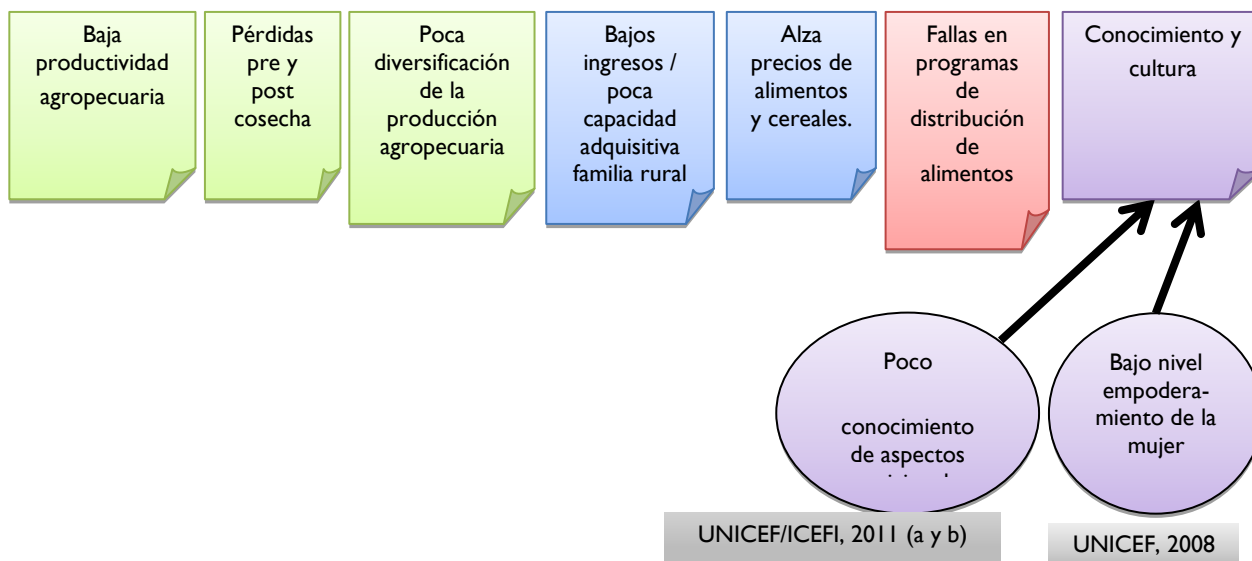 Baja
productividad
agropecuaria
Pérdidas
pre y
post
cosecha
Poca
diversificación
de la
producción
agropecuaria
Bajos
ingresos /
poca
capacidad
adquisitiva
familia rural
Alza
precios de
alimentos
y cereales.
Fallas en
programas
de
distribución
de
alimentos
Conocimiento y
cultura
Poco
conocimiento
de aspectos
Bajo nivel
empodera-
miento de la
mujer
UNICEF/ICEFI, 2011 (a y b)
UNICEF, 2008